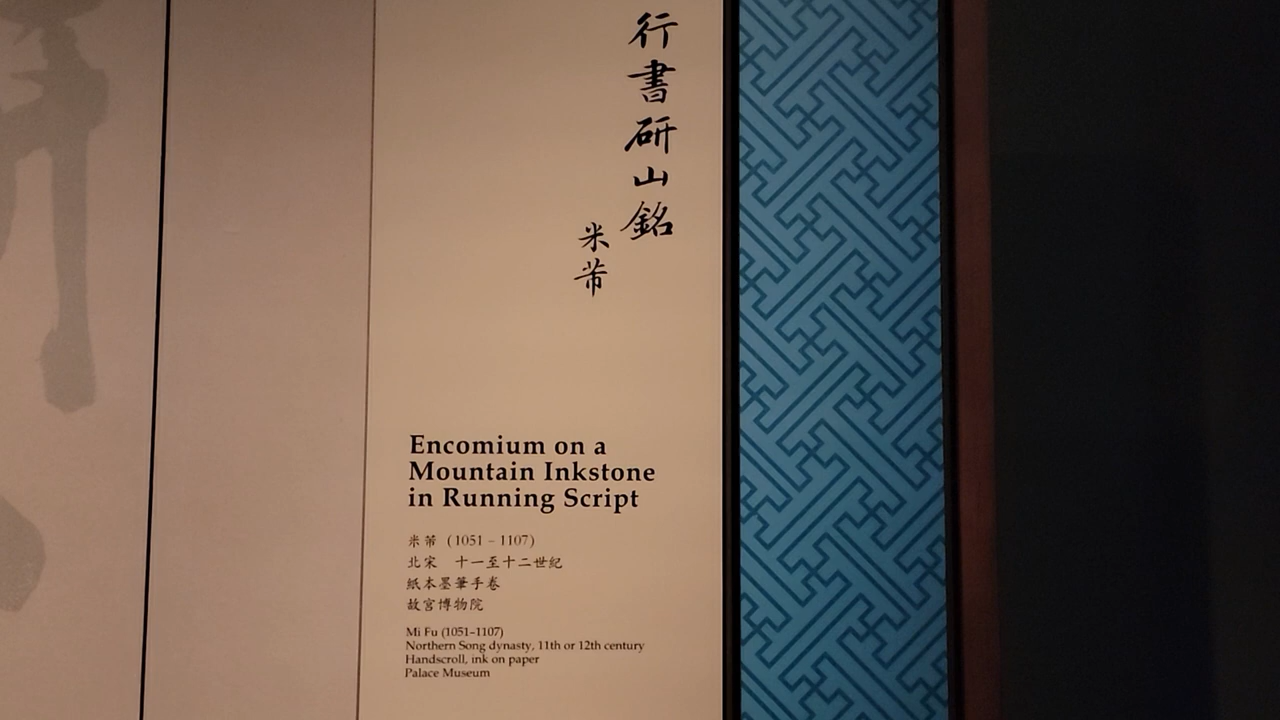 行書研山銘
米芾
Encomium on a
Mountain Inkstone
in Running Script
米芾 (1051 – 1107)
北宋 十一至十二世紀
紙本墨筆手卷
故宮博物院
Mi Fu (1051–1107)
Northern Song dynasty, 11th or 12th century
Handscroll, ink on paper
Palace Museum